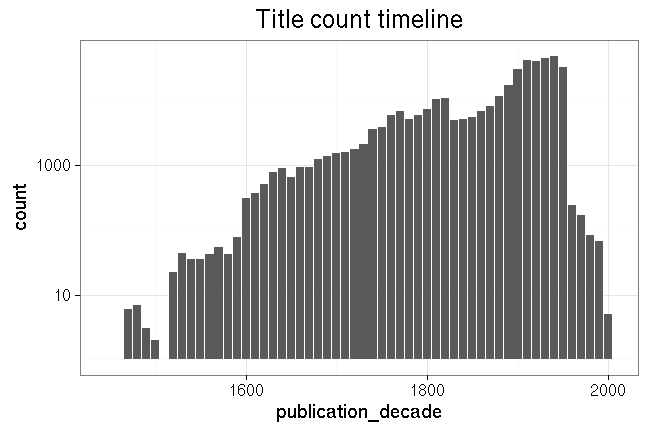 Title count timeline
count
1000
10
1600 1800 2000
publication_decade